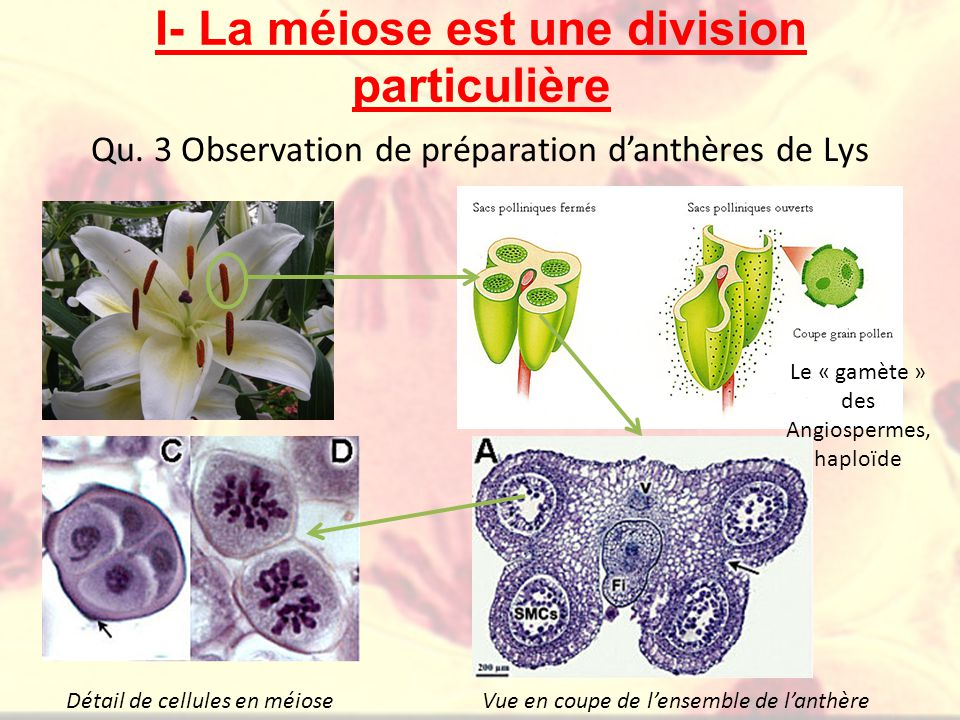 I- La méiose est une division
particulière
Qu. 3 Observation de préparation d’anthères de Lys
Sacs polliniques fermés
Sacs polliniques ouverts
Coupe grain pollen
Le « gamète »
des
Angiospermes,
haploïde
C
D
A
V
Fi
SMCs
200 µm
Détail de cellules en méiose
Vue en coupe de l’ensemble de l’anthère